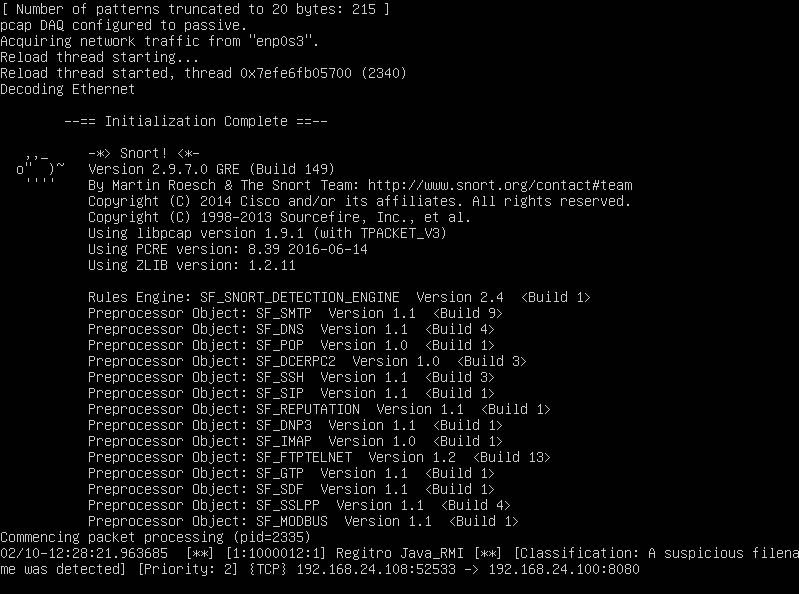 [ Number of patterns truncated to 20 bytes: 215 ]
pcap DAQ configured to passive.
Acquiring network traffic from "enp0s3".
Reload thread starting...
Reload thread started, thread 0x7efe6fb05700 (2340)
Decoding Ethernet

        --== Initialization Complete ==--

   ,,_     -*> Snort! <*-
  o"  )~   Version 2.9.7.0 GRE (Build 149)
   ''''    By Martin Roesch & The Snort Team: http://www.snort.org/contact#team
           Copyright (C) 2014 Cisco and/or its affiliates. All rights reserved.
           Copyright (C) 1998-2013 Sourcefire, Inc., et al.
           Using libpcap version 1.9.1 (with TPACKET_V3)
           Using PCRE version: 8.39 2016-06-14
           Using ZLIB version: 1.2.11

           Rules Engine: SF_SNORT_DETECTION_ENGINE  Version 2.4  <Build 1>
           Preprocessor Object: SF_SMTP  Version 1.1  <Build 9>
           Preprocessor Object: SF_DNS  Version 1.1  <Build 4>
           Preprocessor Object: SF_POP  Version 1.0  <Build 1>
           Preprocessor Object: SF_DCERPC2  Version 1.0  <Build 3>
           Preprocessor Object: SF_SSH  Version 1.1  <Build 3>
           Preprocessor Object: SF_SIP  Version 1.1  <Build 1>
           Preprocessor Object: SF_REPUTATION  Version 1.1  <Build 1>
           Preprocessor Object: SF_DNP3  Version 1.1  <Build 1>
           Preprocessor Object: SF_IMAP  Version 1.0  <Build 1>
           Preprocessor Object: SF_FTPTELNET  Version 1.2  <Build 13>
           Preprocessor Object: SF_GTP  Version 1.1  <Build 1>
           Preprocessor Object: SF_SDF  Version 1.1  <Build 1>
           Preprocessor Object: SF_SSLPP  Version 1.1  <Build 4>
           Preprocessor Object: SF_MODBUS  Version 1.1  <Build 1>
Commencing packet processing (pid=2335)
02/10-12:28:21.963685  [**] [1:1000012:1] Regitro Java_RMI [**] [Classification: A suspicious filena
me was detected] [Priority: 2] {TCP} 192.168.24.108:52533 -> 192.168.24.100:8080